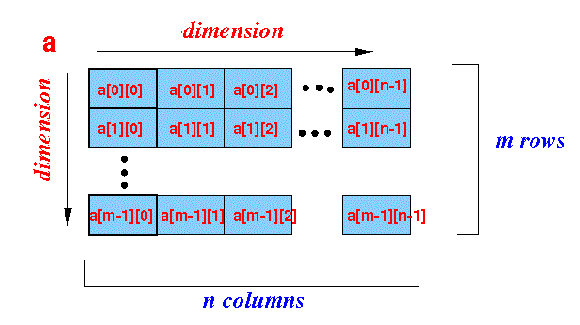 a
dimension
dimension
a[0][0] a[0][1] a[0][2] a[0][n-1]
a[1][0] a[1][1] a[1][2] a[1][n-1]
m rows
a[m-1][0] a[m-1][1] a[m-1][2] a[m-1][n-1]
n columns